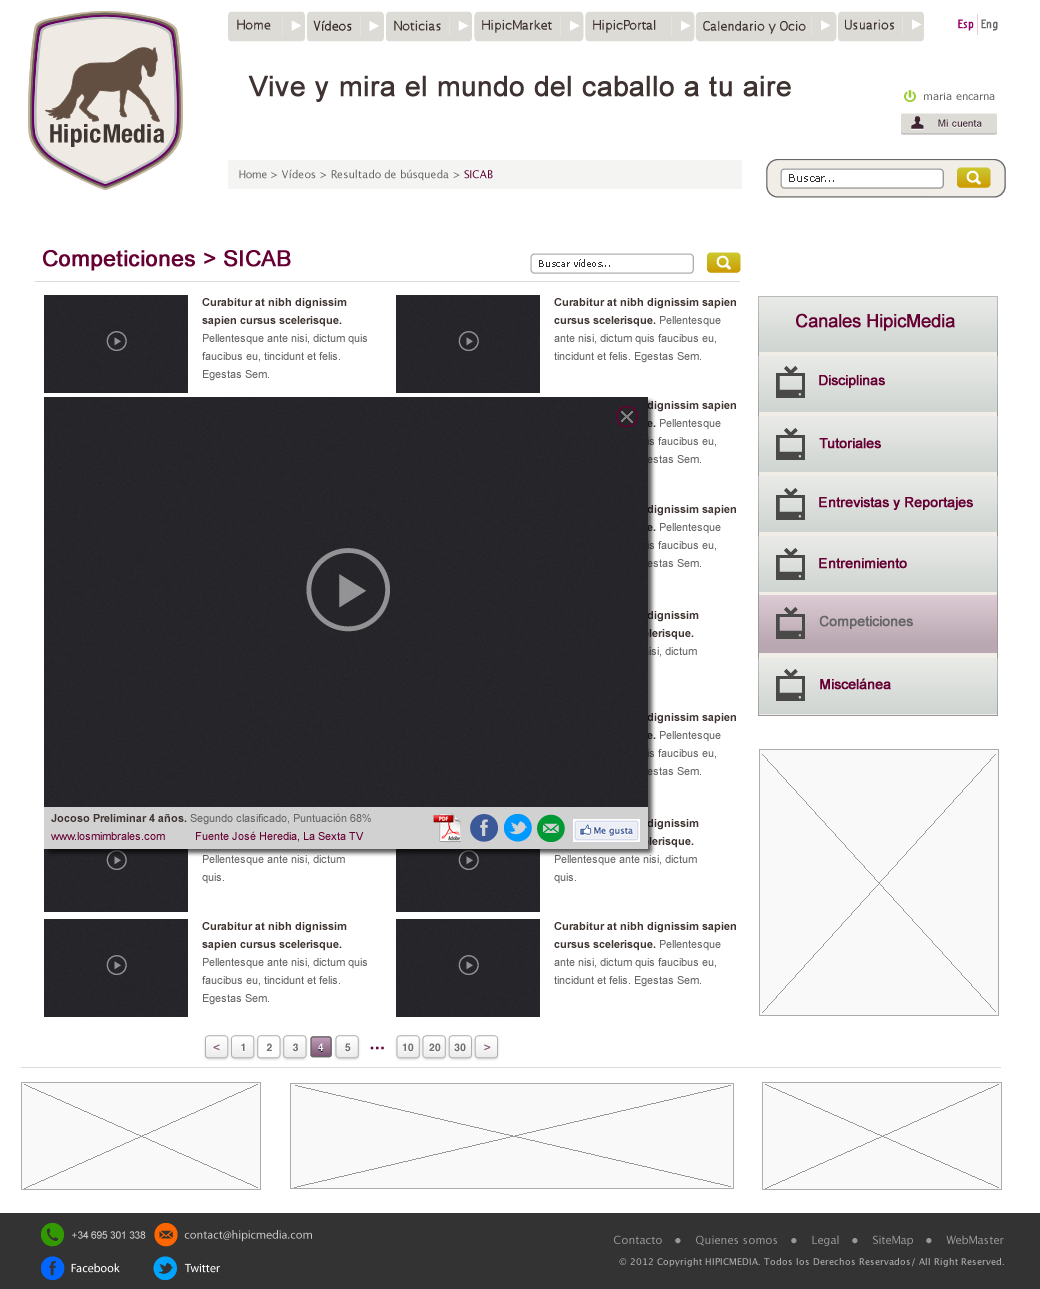 Home
Vídeos
Noticias
HipicMarket
HipicPortal
Calendario y Ocio
Usuarios
Esp
Eng
HipicMedia
Vive y mira el mundo del caballo a tu aire
maria encarna
Mi cuenta
Home > Vídeos > Resultado de búsqueda > SICAB
Buscar...
Competiciones > SICAB
Buscar vídeos...
Curabitur at nibh dignissim
sapien cursus scelerisque.
Pellentesque ante nisi, dictum quis
faucibus eu, tincidunt et felis.
Egestas Sem.
Curabitur at nibh dignissim sapien
cursus scelerisque. Pellentesque
ante nisi, dictum quis faucibus eu,
tincidunt et felis. Egestas Sem.
dignissim sapien
e. Pellentesque
s faucibus eu,
estas Sem.
dignissim sapien
e. Pellentesque
s faucibus eu,
estas Sem.
dignissim
lerisque.
isi, dictum
dignissim sapien
e. Pellentesque
s faucibus eu,
estas Sem.
Jocoso Preliminar 4 años. Segundo clasificado, Puntuación 68%
www.losmimbrales.com
Fuente José Heredia, La Sexta TV
PDF
Adobe
Me gusta
Pellentesque ante nisi, dictum
quis.
dignissim
lerisque.
Pellentesque ante nisi, dictum
quis.
Curabitur at nibh dignissim
sapien cursus scelerisque.
Pellentesque ante nisi, dictum quis
faucibus eu, tincidunt et felis.
Egestas Sem.
Curabitur at nibh dignissim sapien
cursus scelerisque. Pellentesque
ante nisi, dictum quis faucibus eu,
tincidunt et felis. Egestas Sem.
< 1 2 3 4 5 ... 10 20 30 >
Canales HipicMedia
Disciplinas
Tutoriales
Entrevistas y Reportajes
Entrenimiento
Competiciones
Miscelánea
+34 695 301 338
contact@hipicmedia.com
Facebook
Twitter
Contacto ● Quienes somos ● Legal ● SiteMap ● WebMaster
© 2012 Copyright HIPICMEDIA. Todos los Derechos Reservados/ All Right Reserved.